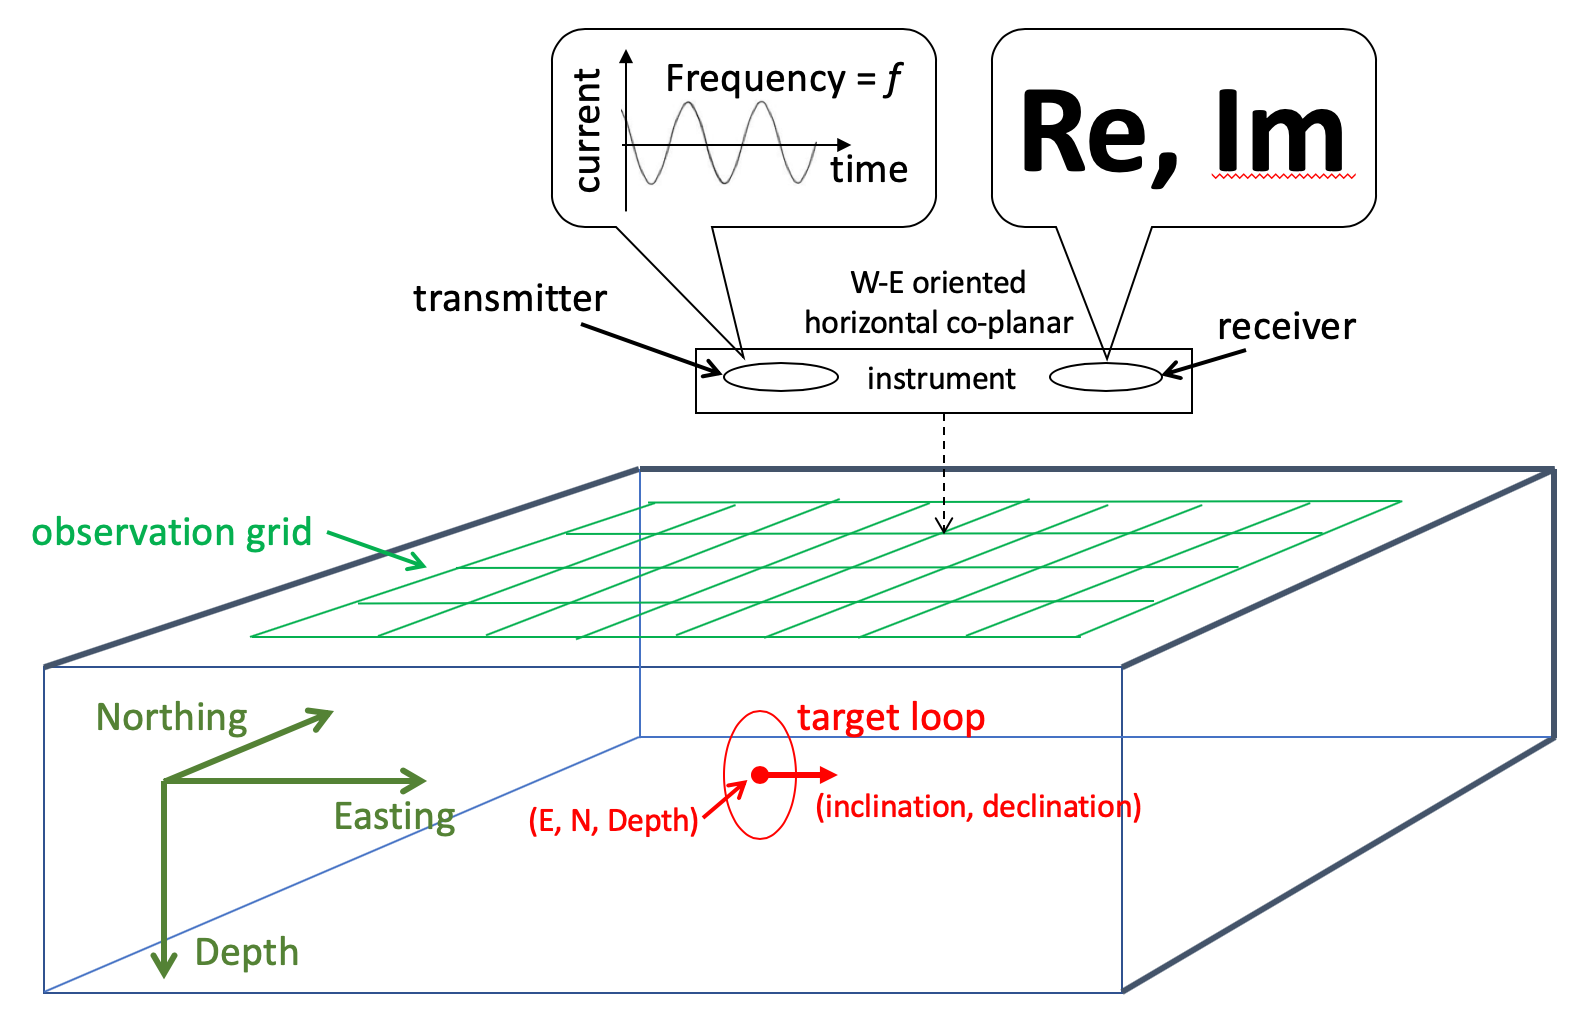 current
Frequency = f
time
Re, Im
transmitter
W-E oriented
horizontal co-planar
receiver
instrument
observation grid
Northing
Easting
Depth
target loop
(E, N, Depth)
(inclination, declination)